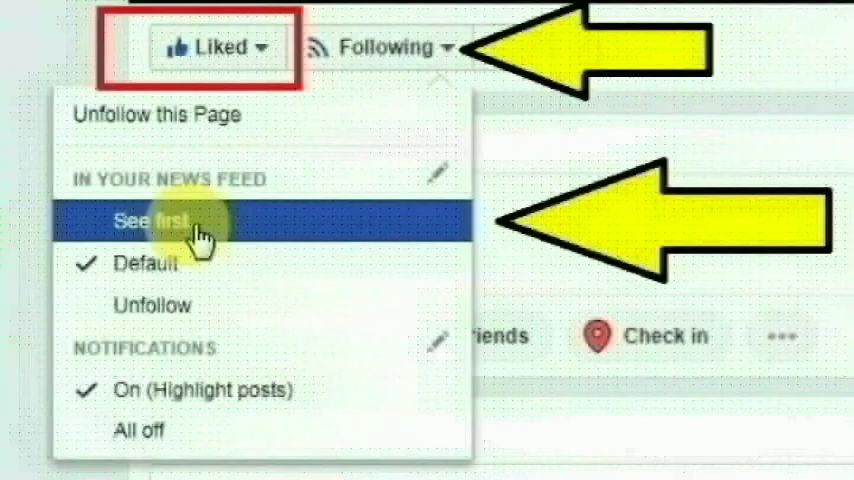 Liked Following
Unfollow this Page
IN YOUR NEWS FEED
See first
Default
Unfollow
riends Check in
NOTIFICATIONS
On (Highlight posts)
All off